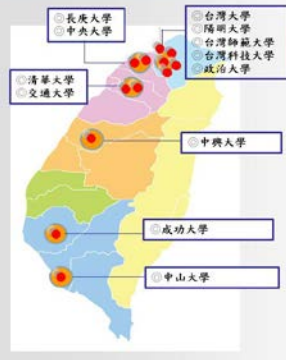 ◎長庚大學
◎中央大學
◎台灣大學
◎陽明大學
◎台灣師範大學
◎台灣科技大學
◎政治大學
◎清華大學
◎交通大學
◎中興大學
◎成功大學
◎中山大學